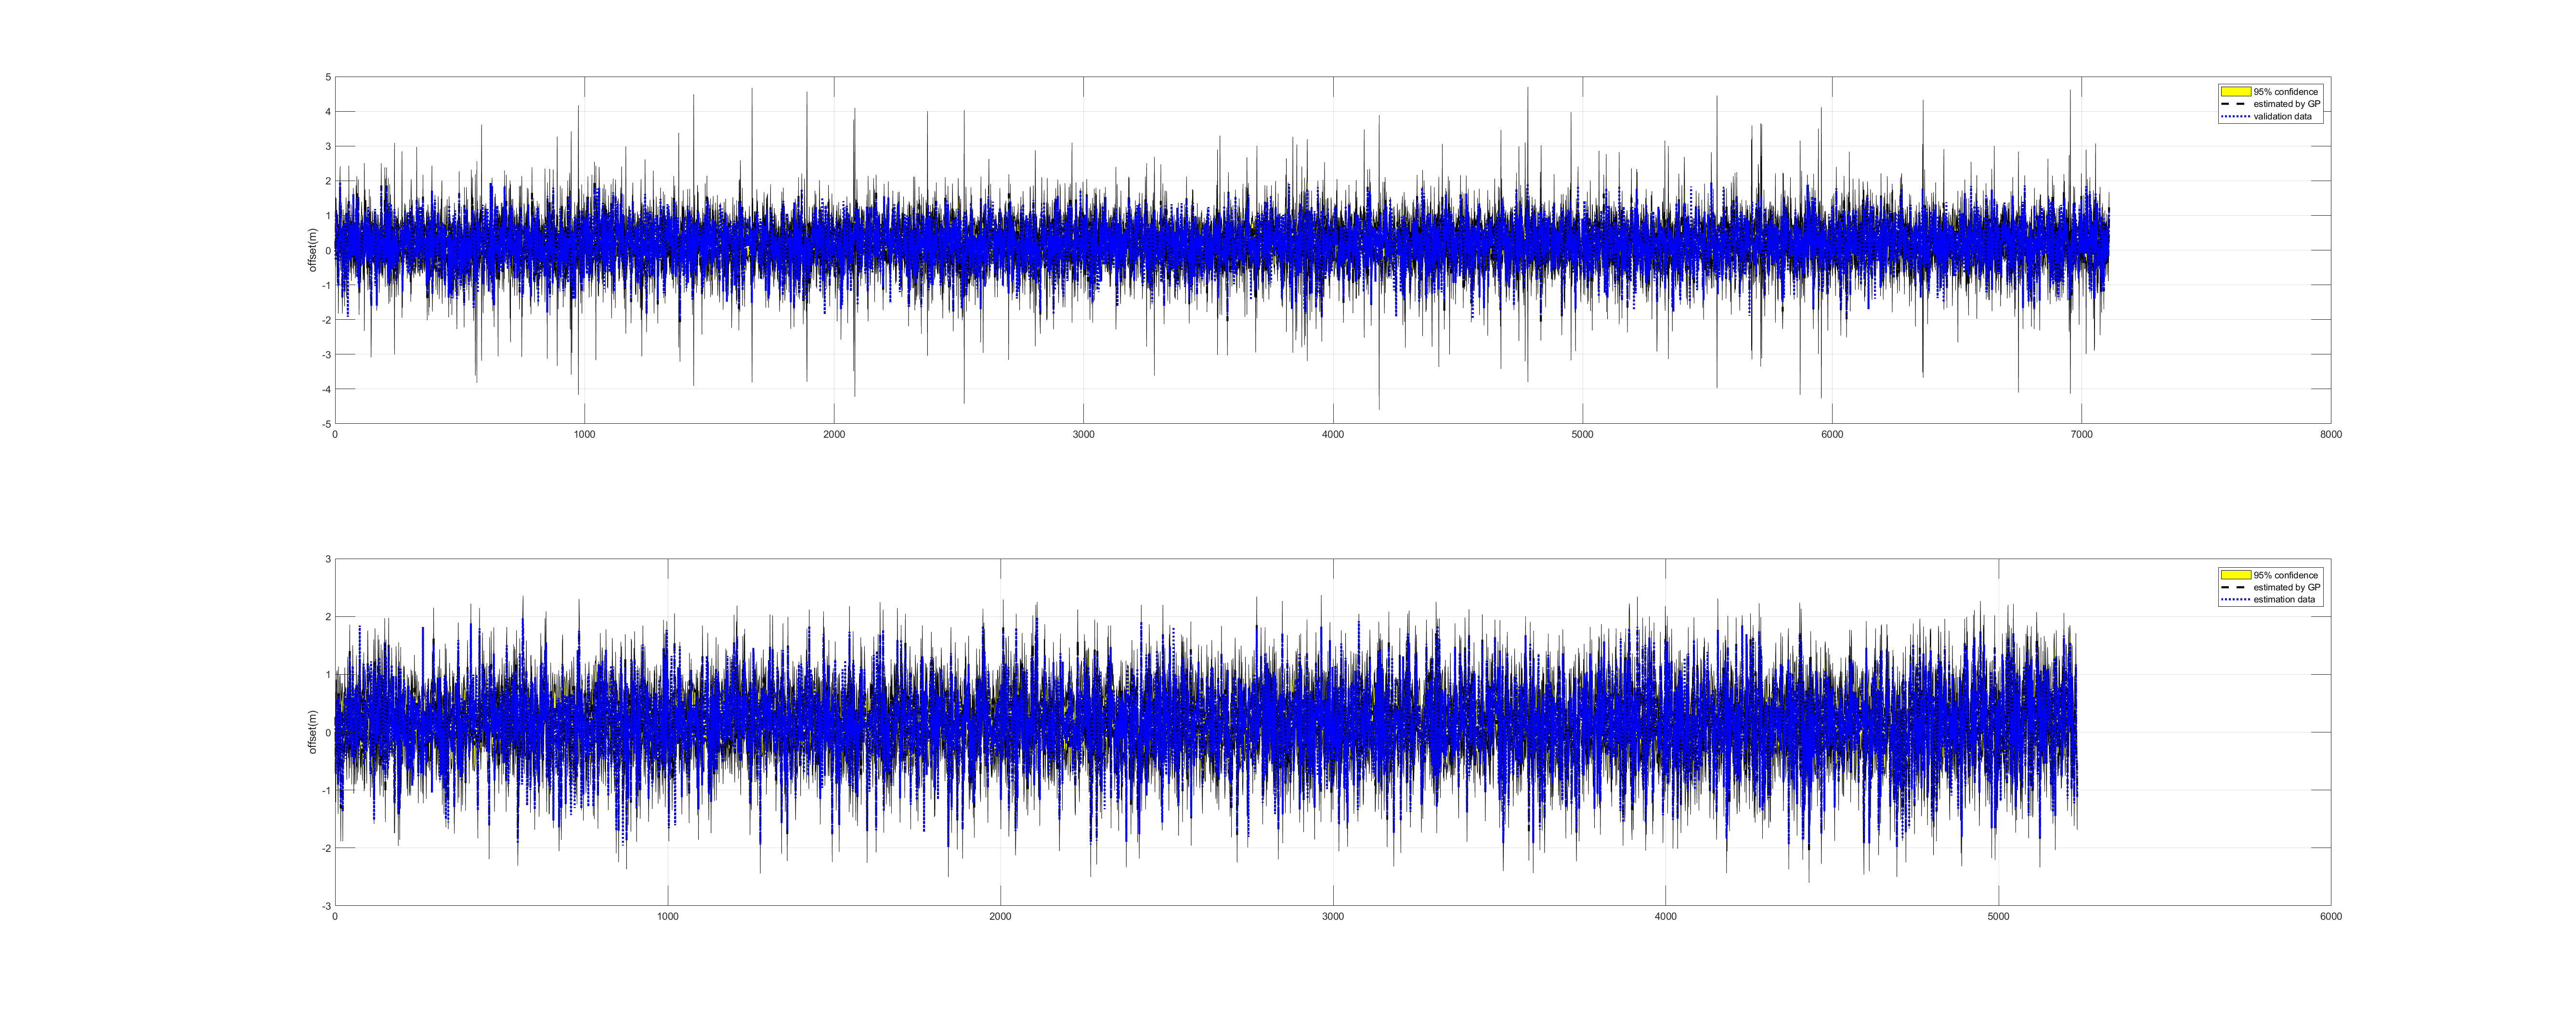 5
4
3
2
1
0
-1
-2
-3
-4
-5
offset(m)
0 1000 2000 3000 4000 5000 6000 7000 8000
95% confidence
estimated by GP
validation data
3
2
1
0
-1
-2
-3
offset(m)
0 1000 2000 3000 4000 5000 6000
95% confidence
estimated by GP
estimation data